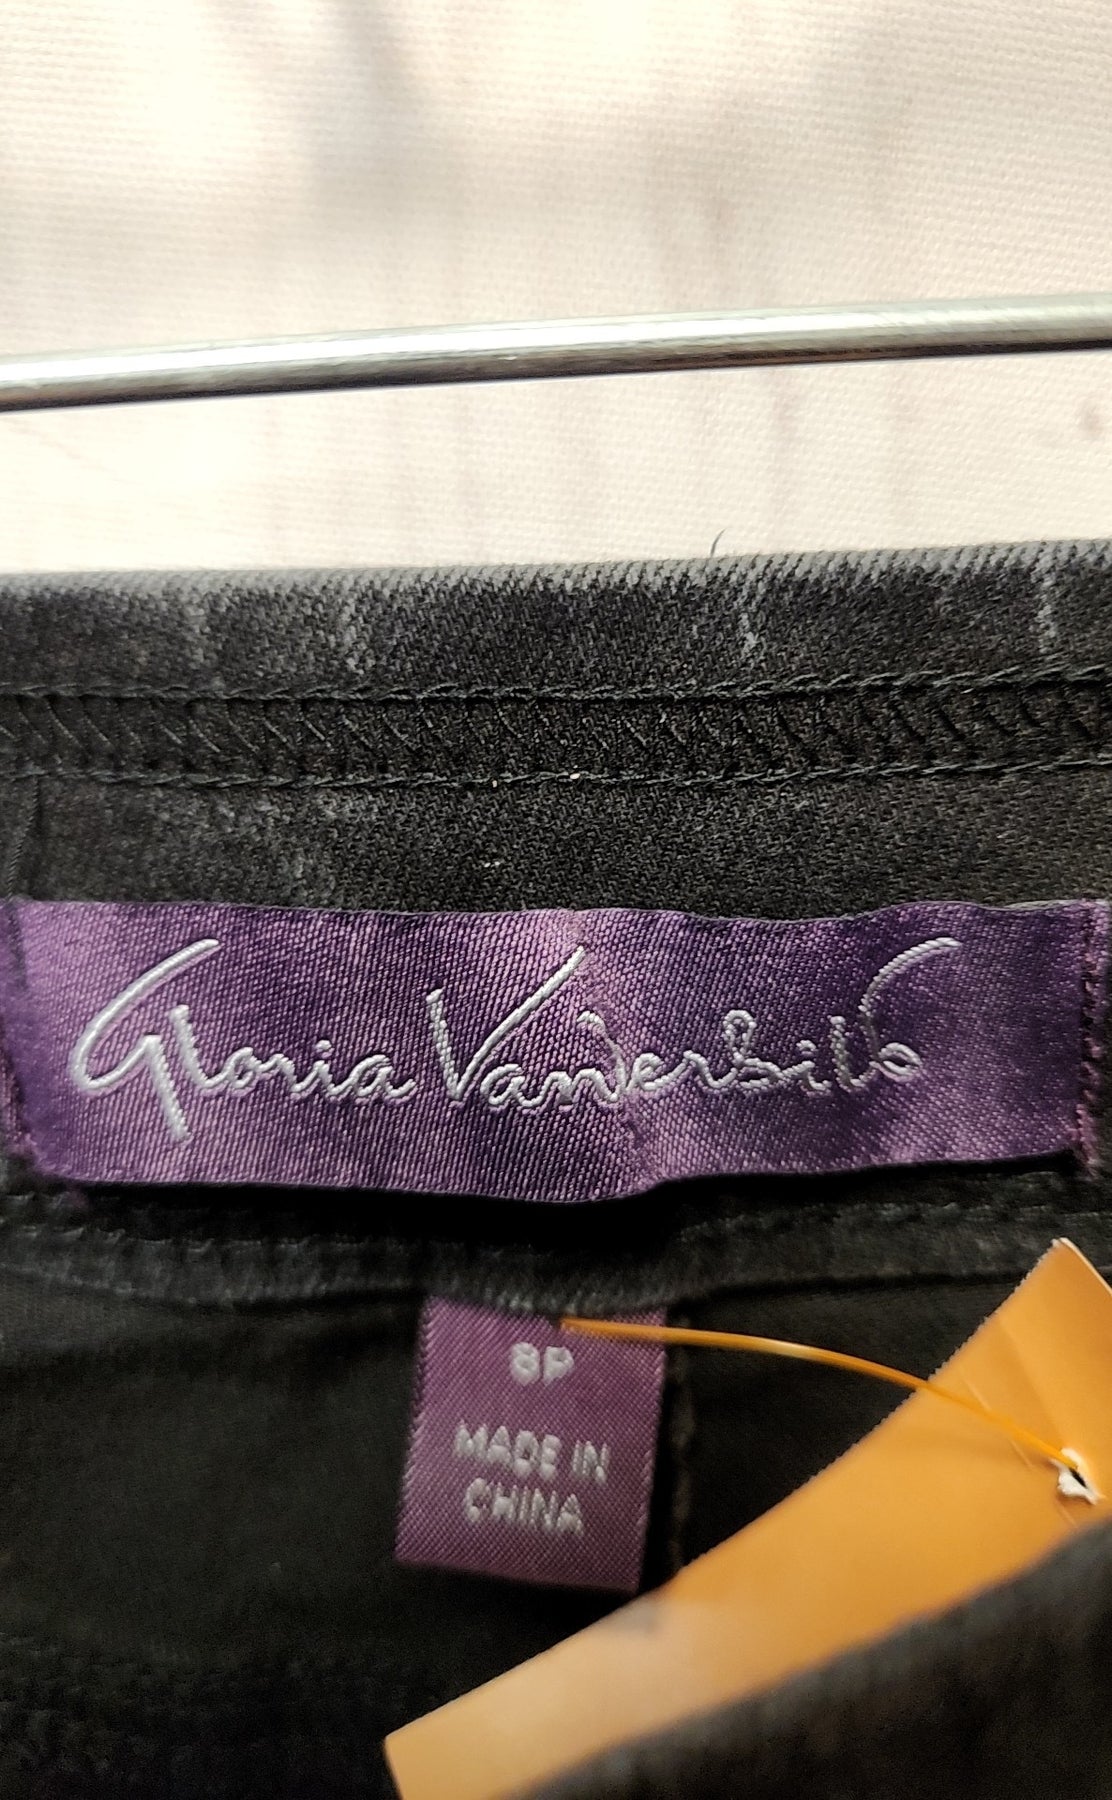 Gloria Vanderbilt
8P
MADE IN
CHINA